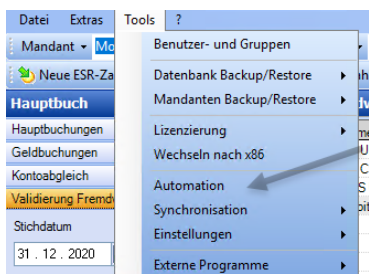 Datei Extras Tools ?
Mandant
Neue ESR-Za
Hauptbuch
Hauptbuchungen
Geldbuchungen
Kontoabgleich
Validierung Fremdw
Stichdatum
31 . 12 . 2020
Benutzer- und Gruppen
Datenbank Backup/Restore
Mandanten Backup/Restore
Lizenzierung
Wechseln nach x86
Automation
Synchronisation
Einstellungen
Externe Programme